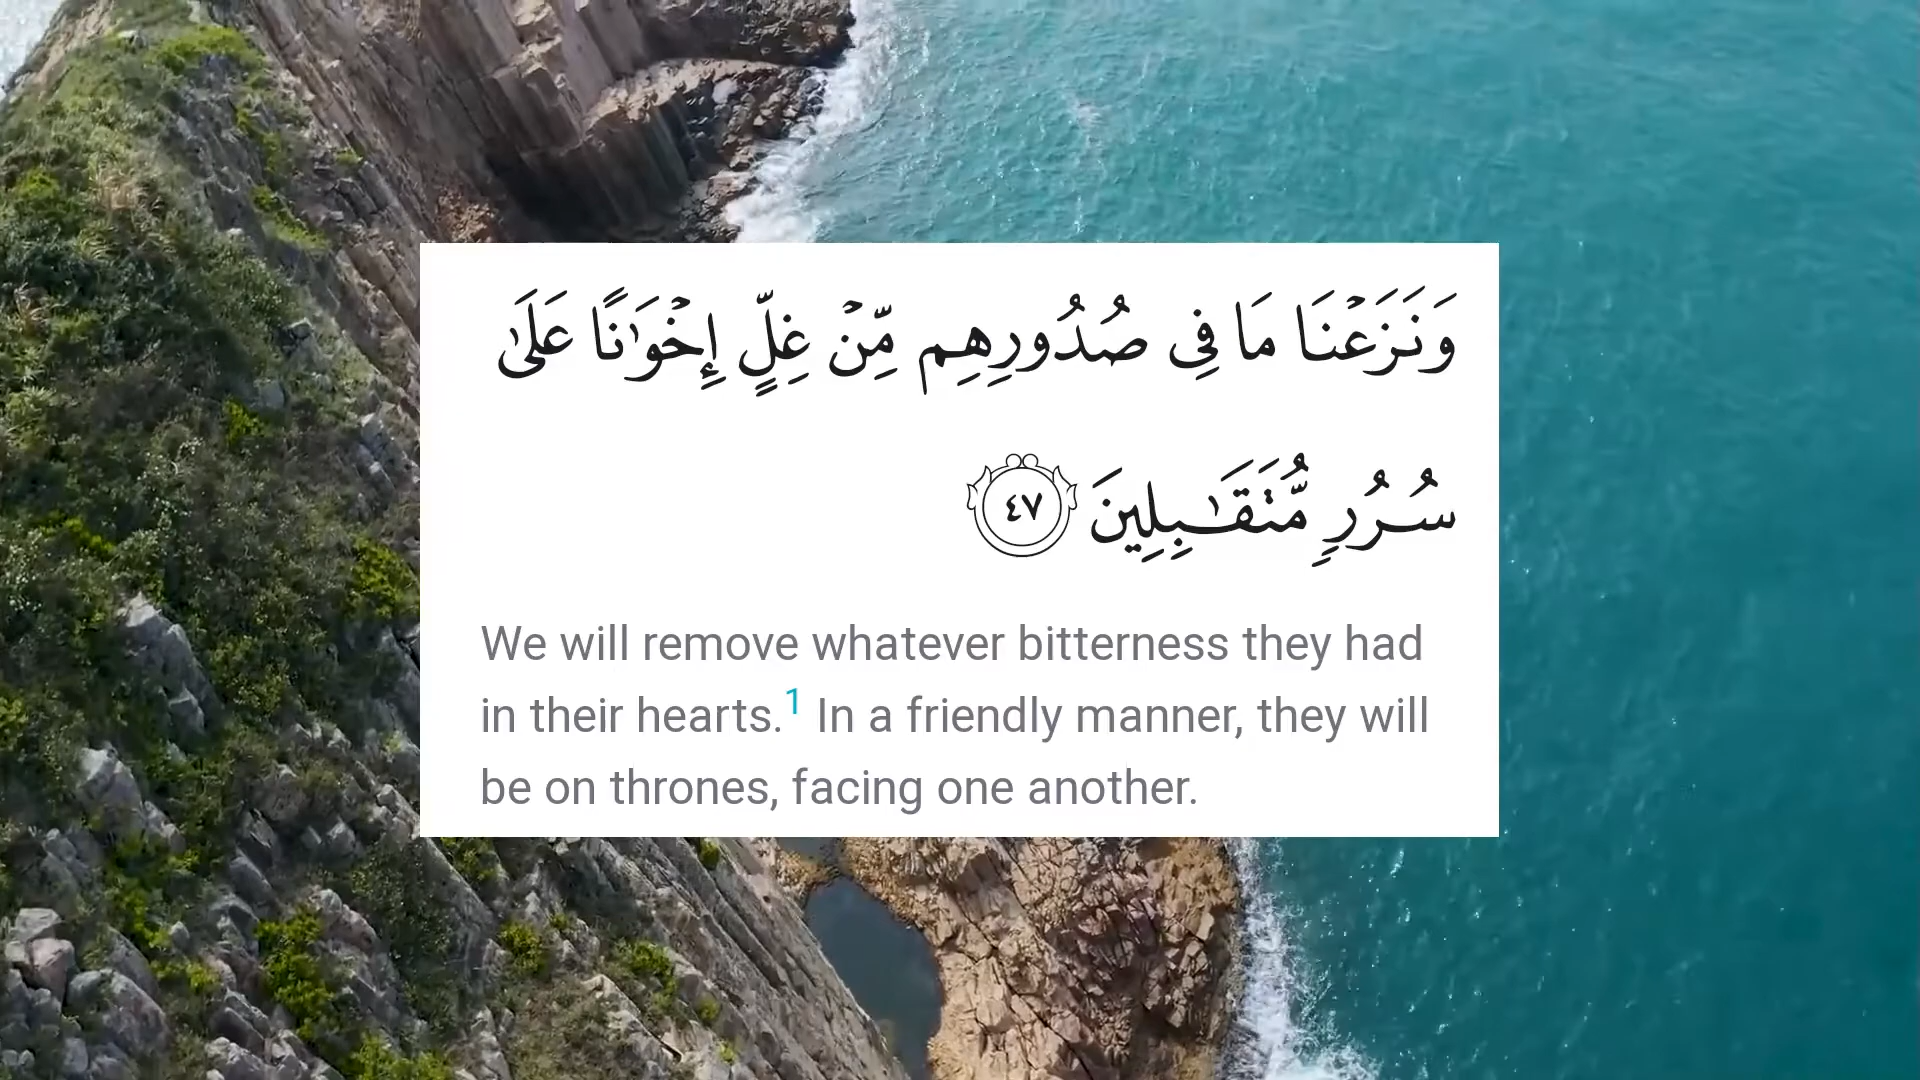 وَنَزَعْنَا مَا فِى صُدُورِهِم مِّنْ غِلٍّ إِخْوَٰنًا عَلَىٰ
سُرُرٍ مُّتَقَـٰبِلِينَ ٤٧
We will remove whatever bitterness they had
in their hearts.1 In a friendly manner, they will
be on thrones, facing one another.